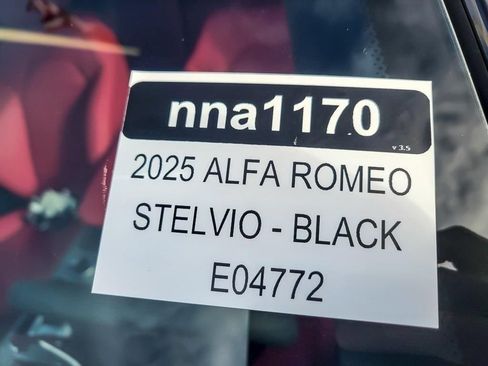 nna1170
v 3.5
2025 ALFA ROMEO
STELVIO - BLACK
E04772